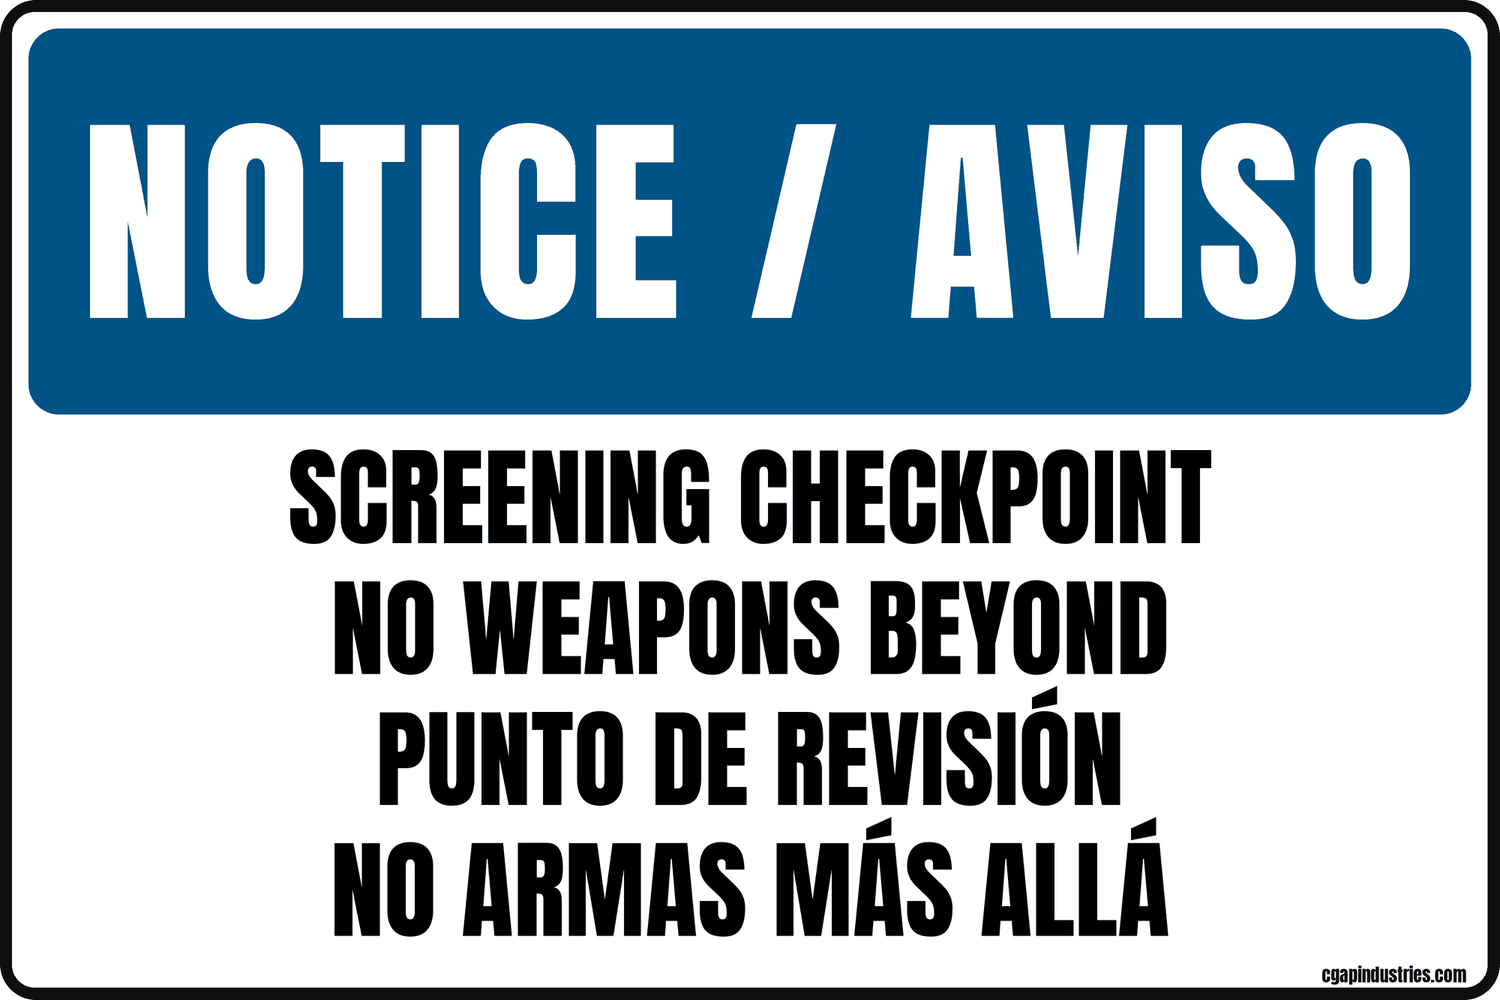 NOTICE / AVISO
SCREENING CHECKPOINT
NO WEAPONS BEYOND
PUNTO DE REVISIÓN
NO ARMAS MÁS ALLÁ
cgapindustries.com